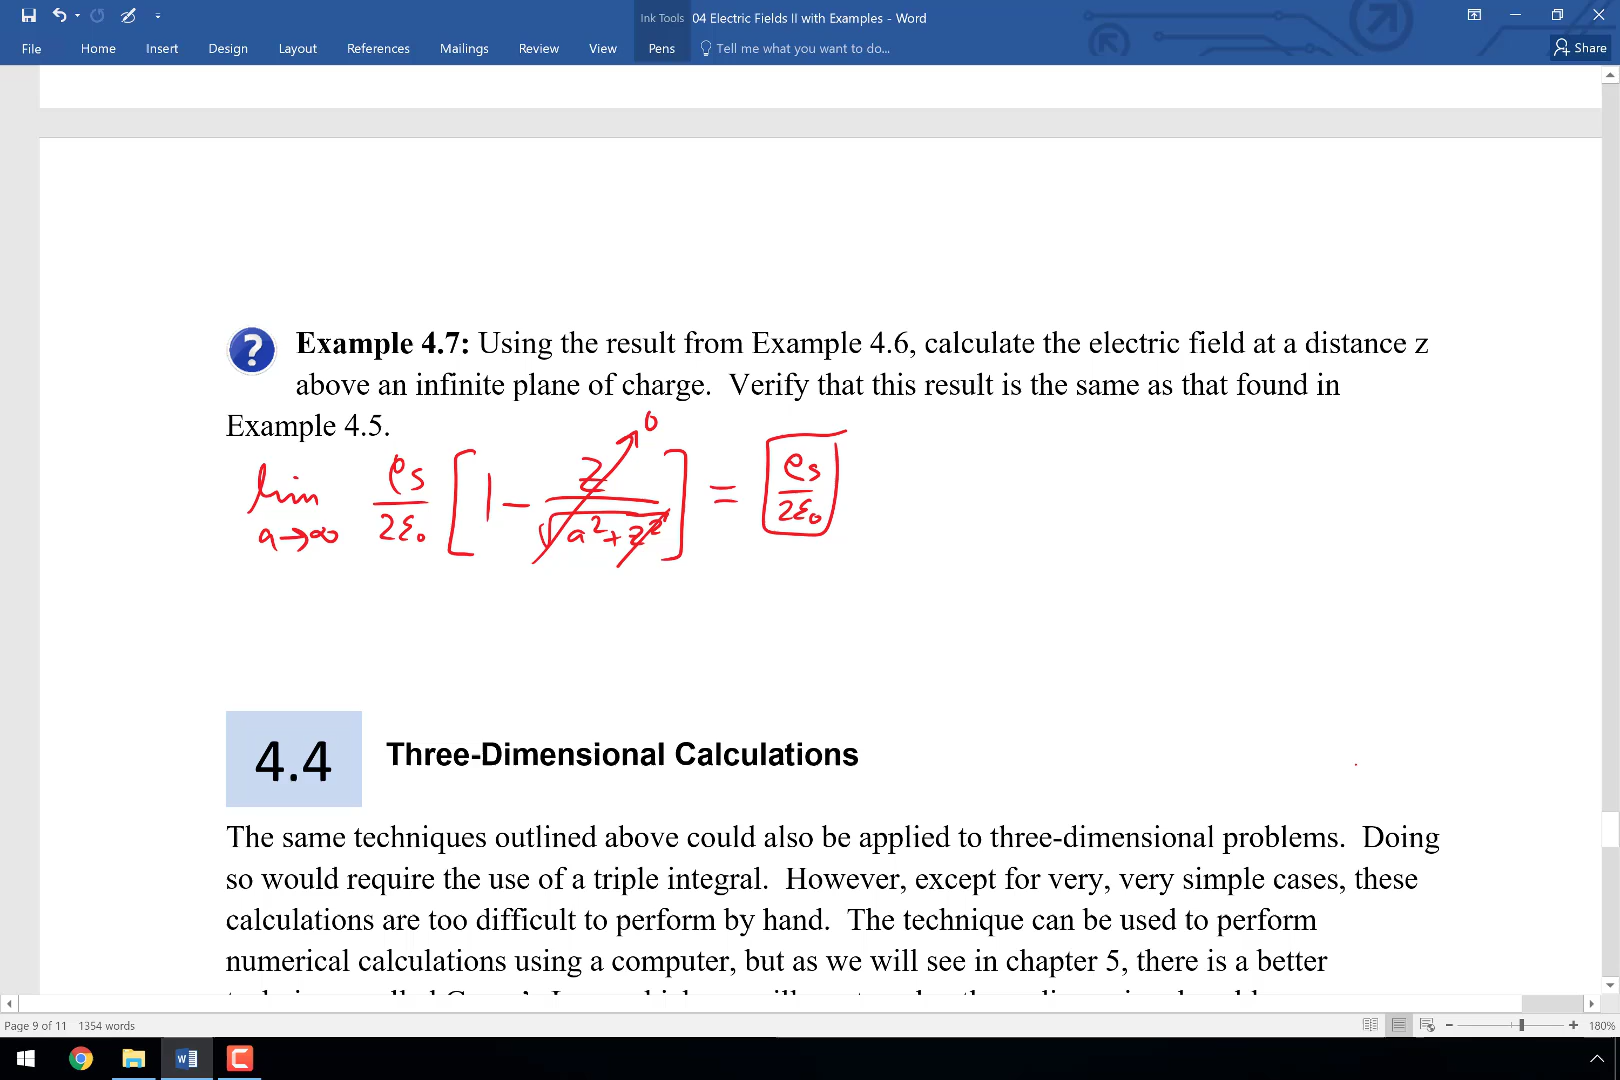 Ink Tools 04 Electric Fields II with Examples - Word
File Home Insert Design Layout References Mailings Review View Pens Tell me what you want to do... Share
Example 4.7: Using the result from Example 4.6, calculate the electric field at a distance z
above an infinite plane of charge. Verify that this result is the same as that found in
Example 4.5.
lim a→∞ ρs/2ε₀ [1 - z/√(a²+z²)] → 0 = ρs/2ε₀
4.4 Three-Dimensional Calculations
The same techniques outlined above could also be applied to three-dimensional problems. Doing
so would require the use of a triple integral. However, except for very, very simple cases, these
calculations are too difficult to perform by hand. The technique can be used to perform
numerical calculations using a computer, but as we will see in chapter 5, there is a better
Page 9 of 11 1354 words 180%